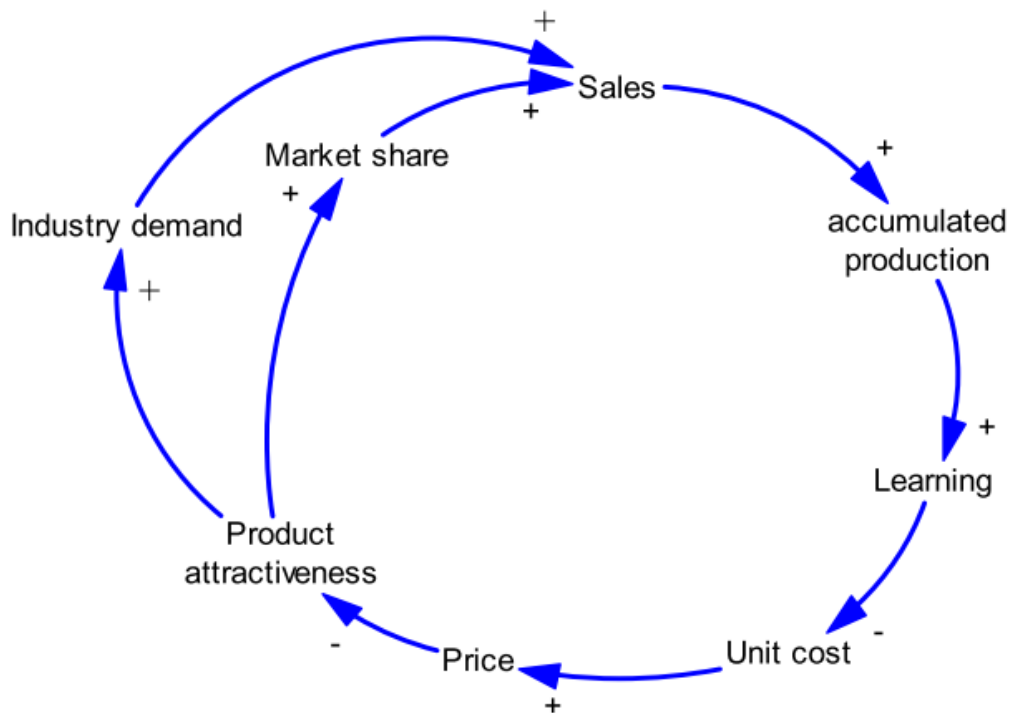 +
Sales
+
Market share
+
+
Industry demand
accumulated
production
+
+
Learning
Product
attractiveness
-
Unit cost
-
Price
+